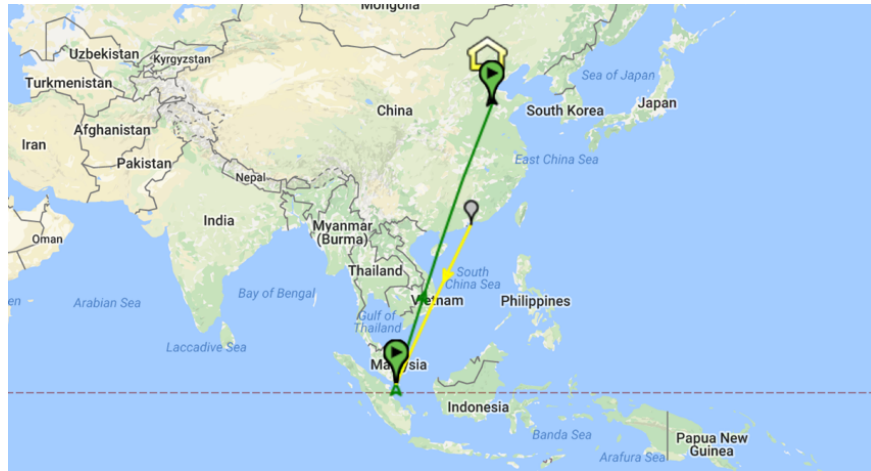 Mongolia
Uzbekistan
Kyrgyzstan
Sea of Japan
Turkmenistan
China
South Korea
Japan
Afghanistan
Iran
Pakistan
East China Sea
Nepal
India
Myanmar
(Burma)
Oman
Thailand
South
China Sea
Arabian Sea
Bay of Bengal
Vietnam
Philippines
Gulf of
Thailand
Laccadive Sea
Malaysia
A
Indonesia
Banda Sea
Papua New
Guinea
Arafura Sea